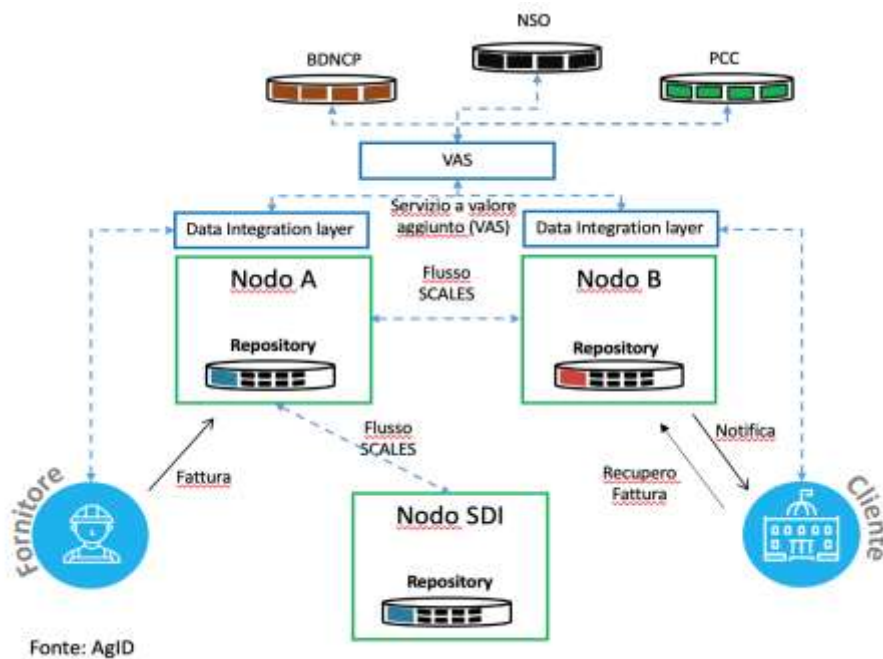 NSO
BDNCP
PCC
VAS
Servizio a valore
aggiunto (VAS)
Data Integration layer
Data Integration layer
Nodo A
Flusso
SCALES
Nodo B
Repository
Repository
Flusso
SCALES
Fattura
Notifica
Recupero
Fattura
Fornitore
Cliente
Nodo SDI
Repository
Fonte: AgID